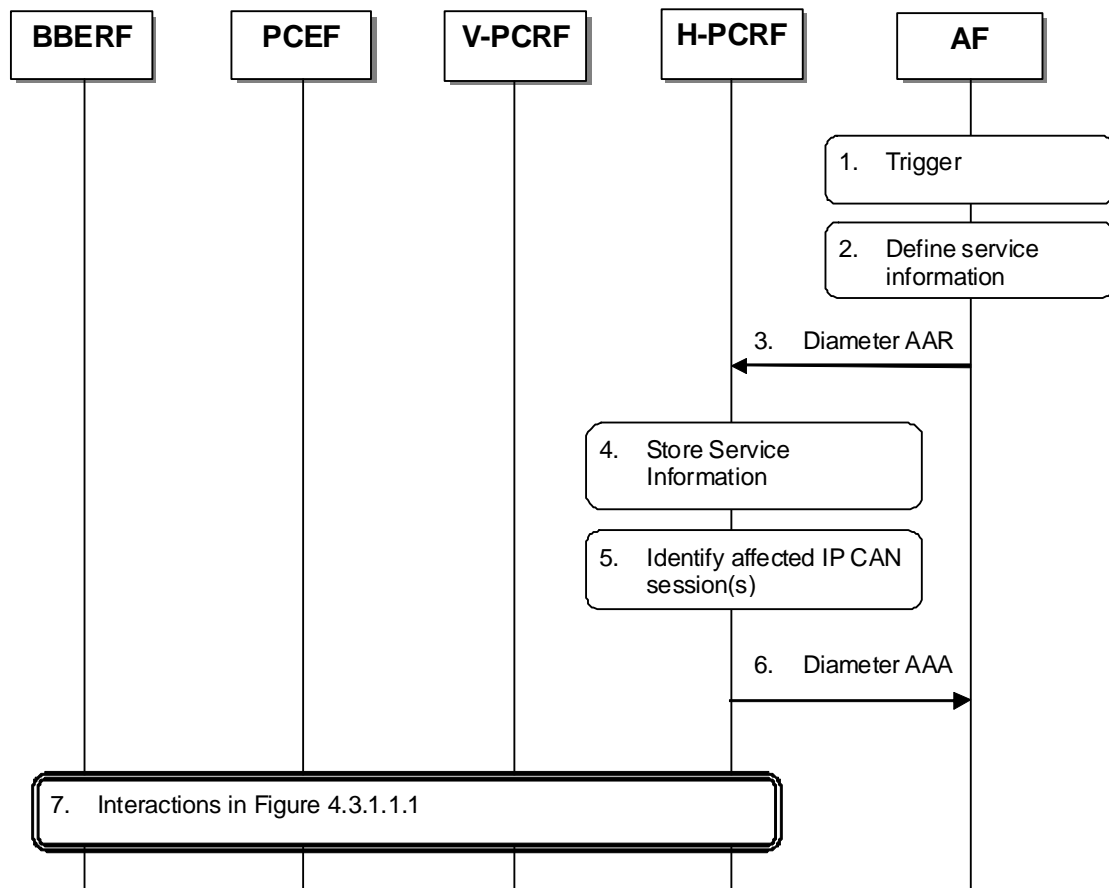 BBERF
PCEF
V-PCRF
H-PCRF
AF
1. Trigger
2. Define service
information
3. Diameter AAR
4. Store Service
Information
5. Identify affected IP CAN
session(s)
6. Diameter AAA
7. Interactions in Figure 4.3.1.1.1